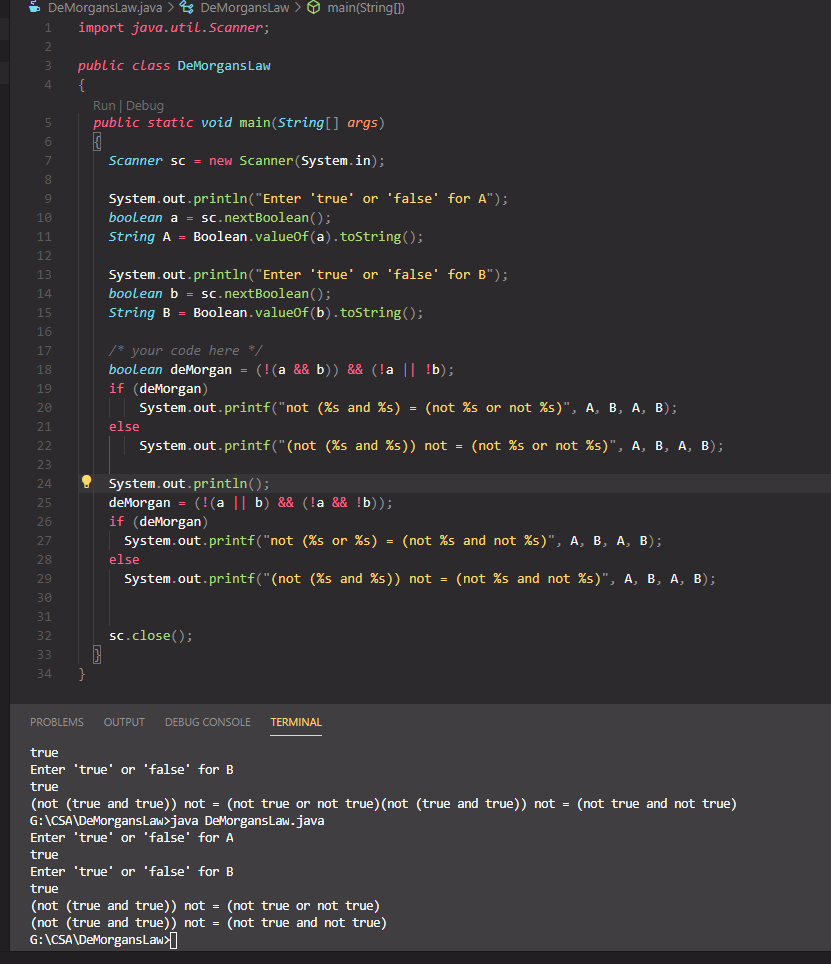 DeMorgansLaw.java > DeMorgansLaw > main(String[])
1 import java.util.Scanner;
2
3 public class DeMorgansLaw
4 {
Run | Debug
5 public static void main(String[] args)
6 {
7 Scanner sc = new Scanner(System.in);
8
9 System.out.println("Enter 'true' or 'false' for A");
10 boolean a = sc.nextBoolean();
11 String A = Boolean.valueOf(a).toString();
12
13 System.out.println("Enter 'true' or 'false' for B");
14 boolean b = sc.nextBoolean();
15 String B = Boolean.valueOf(b).toString();
16
17 /* your code here */
18 boolean deMorgan = (!(a && b)) && (!a || !b);
19 if (deMorgan)
20 System.out.printf("not (%s and %s) = (not %s or not %s)", A, B, A, B);
21 else
22 System.out.printf("(not (%s and %s)) not = (not %s or not %s)", A, B, A, B);
23
24 System.out.println();
25 deMorgan = (!(a || b) && (!a && !b));
26 if (deMorgan)
27 System.out.printf("not (%s or %s) = (not %s and not %s)", A, B, A, B);
28 else
29 System.out.printf("(not (%s and %s)) not = (not %s and not %s)", A, B, A, B);
30
31
32 sc.close();
33 }
34 }
PROBLEMS OUTPUT DEBUG CONSOLE TERMINAL
true
Enter 'true' or 'false' for B
true
(not (true and true)) not = (not true or not true)(not (true and true)) not = (not true and not true)
G:\CSA\DeMorgansLaw>java DeMorgansLaw.java
Enter 'true' or 'false' for A
true
Enter 'true' or 'false' for B
true
(not (true and true)) not = (not true or not true)
(not (true and true)) not = (not true and not true)
G:\CSA\DeMorgansLaw>